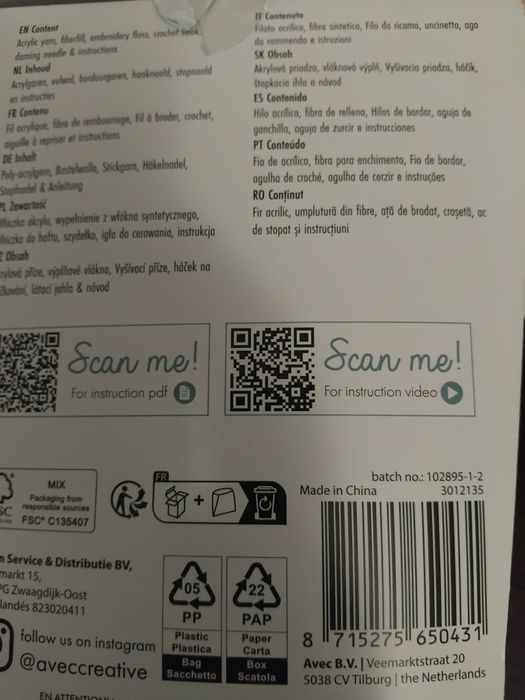 EN Content
Acrylic yarn, fiberfill, embroidery floss, crochet hook,
darning needle & instructions
NL Inhoud
Acrylgaren, vulwol, borduurgaren, haaknaald, stopnaald
en instructies
FR Contenu
Fil acrylique, fibre de rembourrage, Fil à broder, crochet,
aiguille à repriser et instructions
DE Inhalt
Poly-acrylgarn, Bastelwolle, Stickgarn, Häkelnadel,
Stopfnadel & Anleitung
PL Zawartość
Włóczka akrylu, wypełnienie z włókna syntetycznego,
Włóczka do haftu, szydełko, igła do cerowania, instrukcja
Z Obsah
rylová příze, výplňové vlákno, Vyšívací příze, háček na
čkování, látací jehla & návod
IT Contenuto
Filato acrilico, fibra sintetica, Filo da ricamo, uncinetto, ago
da rammendo e istruzioni
SK Obsah
Akrylová priadza, vláknová výplň, Vyšívacia priadza, háčik,
štopkacia ihla a návod
ES Contenido
Hilo acrílico, fibra de relleno, Hilos de bordar, aguja de
ganchillo, aguja de zurcir e instrucciones
PT Conteúdo
Fio de acrílico, fibra para enchimento, Fio de bordar,
agulha de croché, agulha de cerzir e instruções
RO Conținut
Fir acrilic, umplutură din fibre, ață de brodat, croșetă, ac
de stopat și instrucțiuni
Scan me!
For instruction pdf
Scan me!
For instruction video
SC
MIX
Packaging from
responsible sources
FSC® C135407
FR
+
batch no.: 102895-1-2
Made in China 3012135
n Service & Distributie BV,
markt 15,
PG Zwaagdijk-Oost
landés 823020411
follow us on instagram
@aveccreative
05
PP
Plastic
Plastica
Bag
Sacchetto
22
PAP
Paper
Carta
Box
Scatola
8 715275 650431
Avec B.V. | Veemarktstraat 20
5038 CV Tilburg | the Netherlands
EN ATTENTION